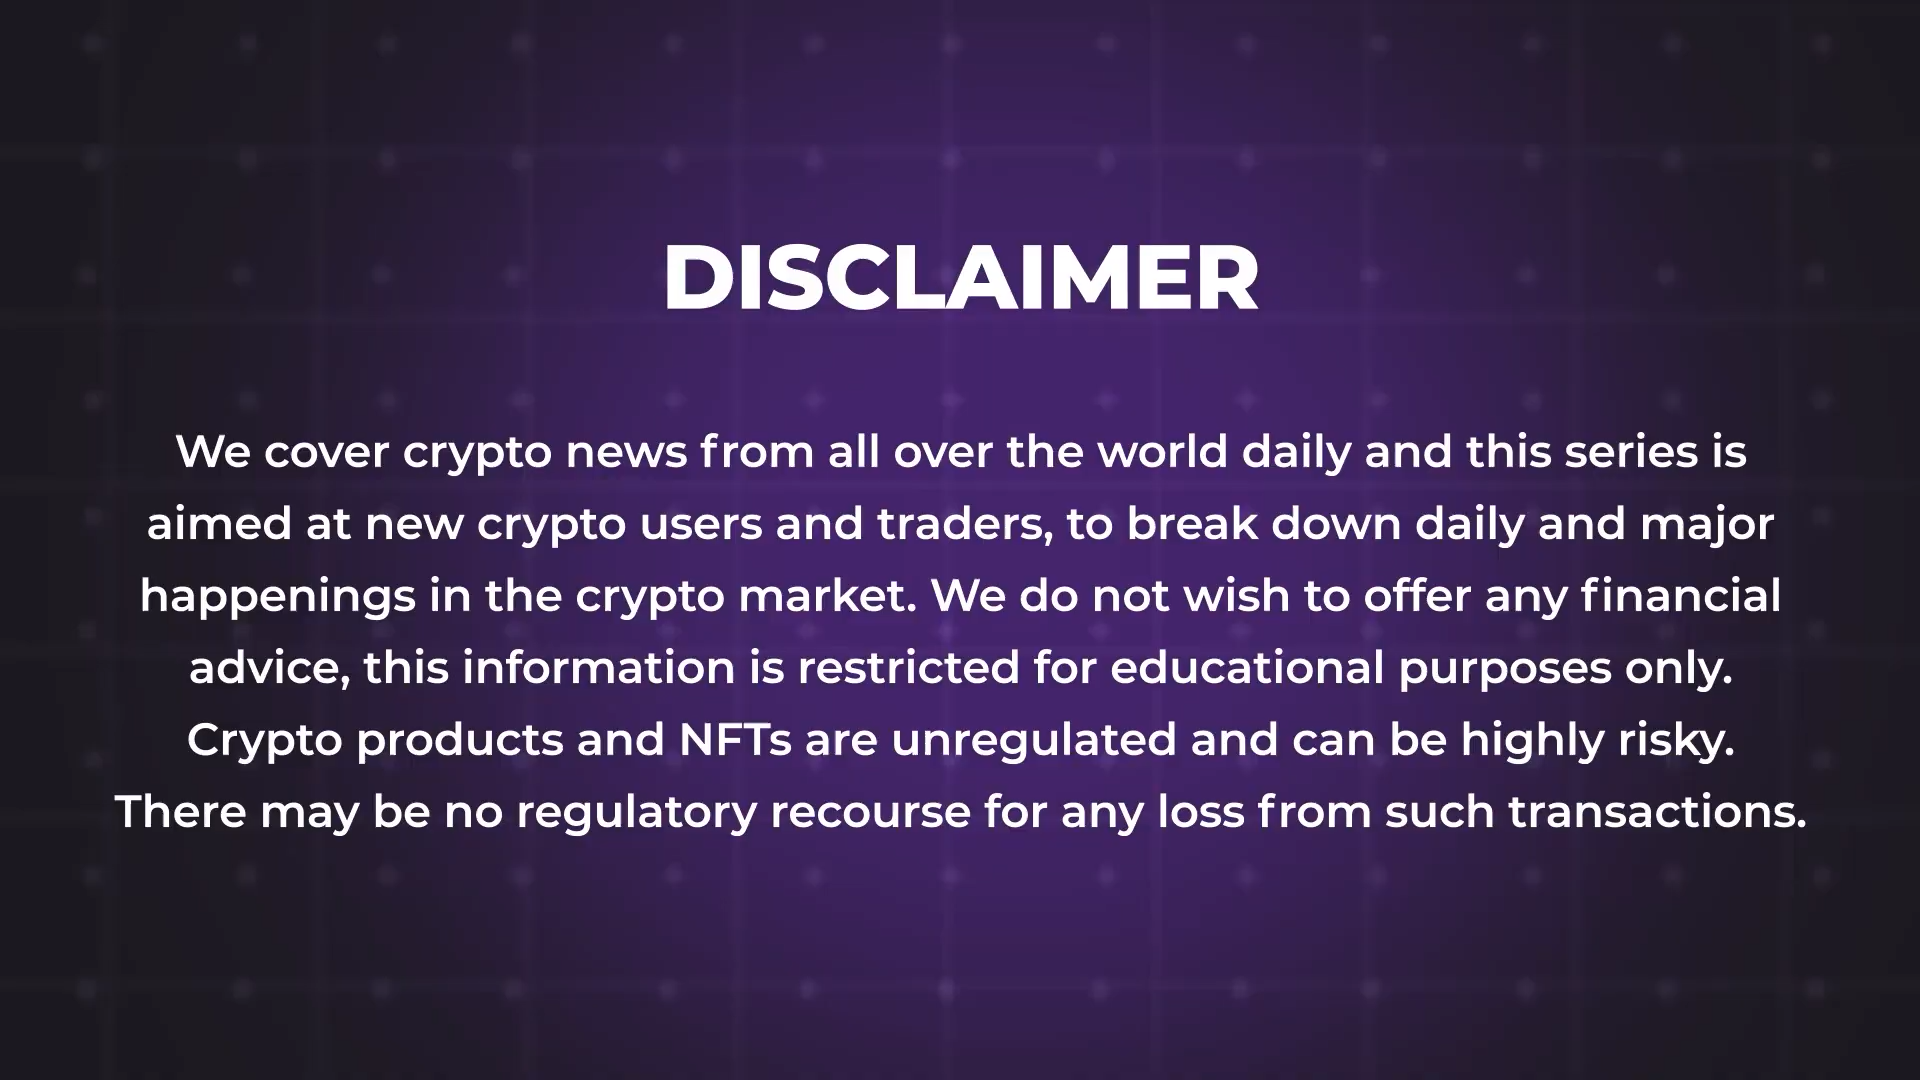 DISCLAIMER
We cover crypto news from all over the world daily and this series is
aimed at new crypto users and traders, to break down daily and major
happenings in the crypto market. We do not wish to offer any financial
advice, this information is restricted for educational purposes only.
Crypto products and NFTs are unregulated and can be highly risky.
There may be no regulatory recourse for any loss from such transactions.